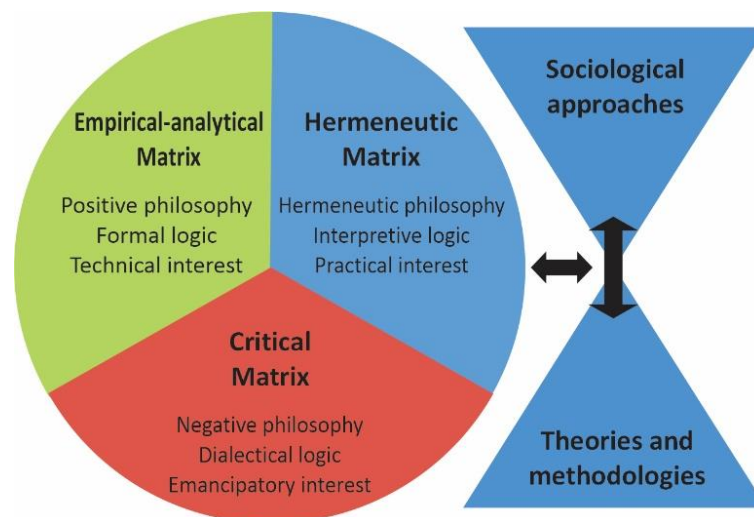 Empirical-analytical
Matrix
Positive philosophy
Formal logic
Technical interest
Hermeneutic
Matrix
Hermeneutic philosophy
Interpretive logic
Practical interest
Critical
Matrix
Negative philosophy
Dialectical logic
Emancipatory interest
Sociological
approaches
Theories and
methodologies